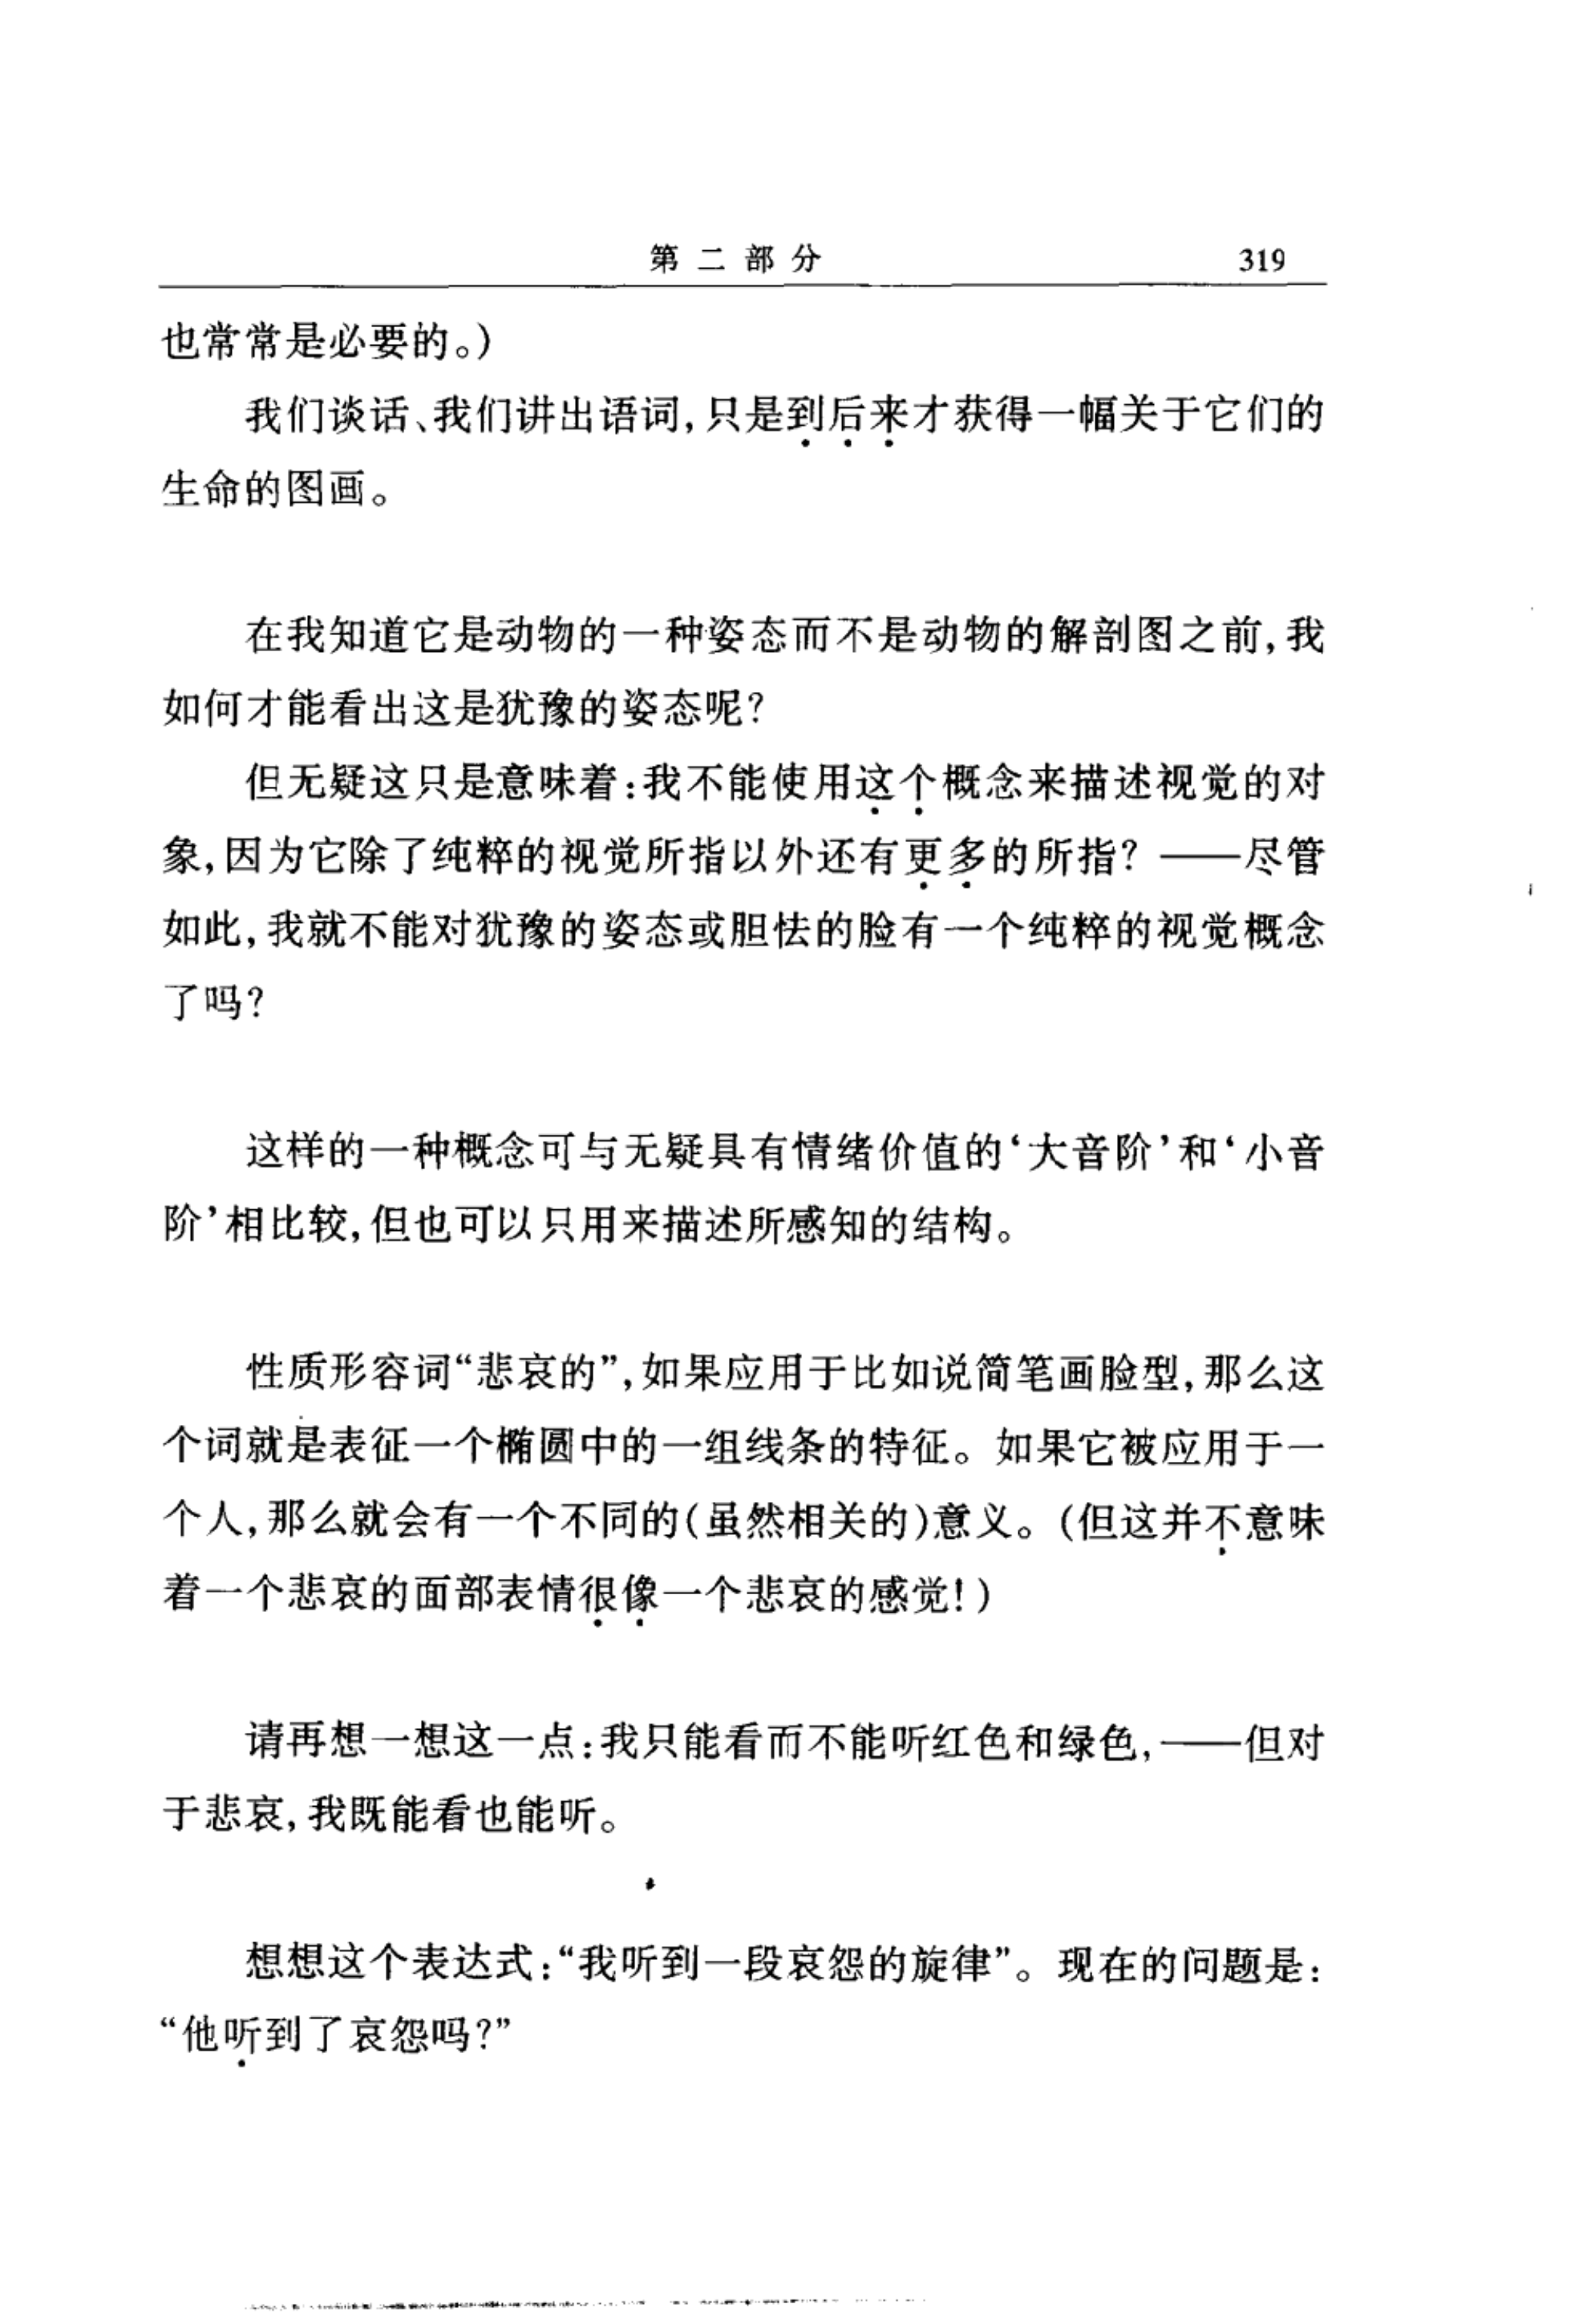 第二部分 319
也常常是必要的。)
我们谈话、我们讲出语词,只是到后来才获得一幅关于它们的
生命的图画。
在我知道它是动物的一种姿态而不是动物的解剖图之前,我
如何才能看出这是犹豫的姿态呢?
但无疑这只是意味着:我不能使用这个概念来描述视觉的对
象,因为它除了纯粹的视觉所指以外还有更多的所指? ——尽管
如此,我就不能对犹豫的姿态或胆怯的脸有一个纯粹的视觉概念
了吗?
这样的一种概念可与无疑具有情绪价值的‘大音阶’和‘小音
阶’相比较,但也可以只用来描述所感知的结构。
性质形容词“悲哀的”,如果应用于比如说简笔画脸型,那么这
个词就是表征一个椭圆中的一组线条的特征。如果它被应用于一
个人,那么就会有一个不同的(虽然相关的)意义。(但这并不意味
着一个悲哀的面部表情很像一个悲哀的感觉!)
请再想一想这一点:我只能看而不能听红色和绿色,——但对
于悲哀,我既能看也能听。
想想这个表达式:“我听到一段哀怨的旋律”。现在的问题是:
“他听到了哀怨吗?”